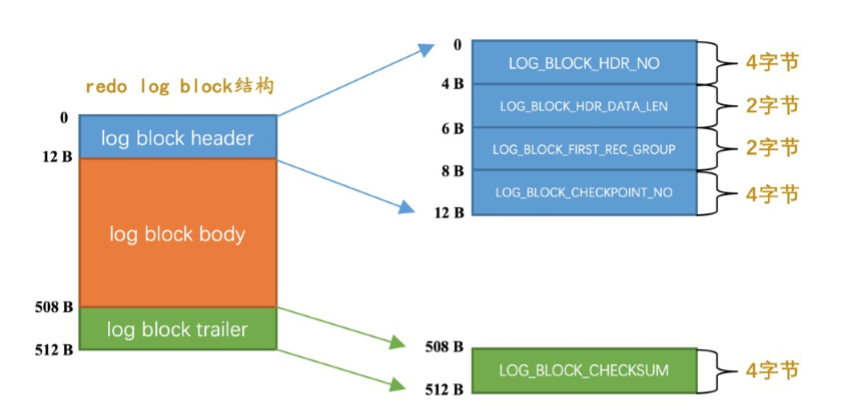 redo log block结构
0
log block header
12 B
log block body
508 B
log block trailer
512 B
0
LOG_BLOCK_HDR_NO
4字节
4 B
LOG_BLOCK_HDR_DATA_LEN
2字节
6 B
LOG_BLOCK_FIRST_REC_GROUP
2字节
8 B
LOG_BLOCK_CHECKPOINT_NO
4字节
12 B
508 B
LOG_BLOCK_CHECKSUM
4字节
512 B